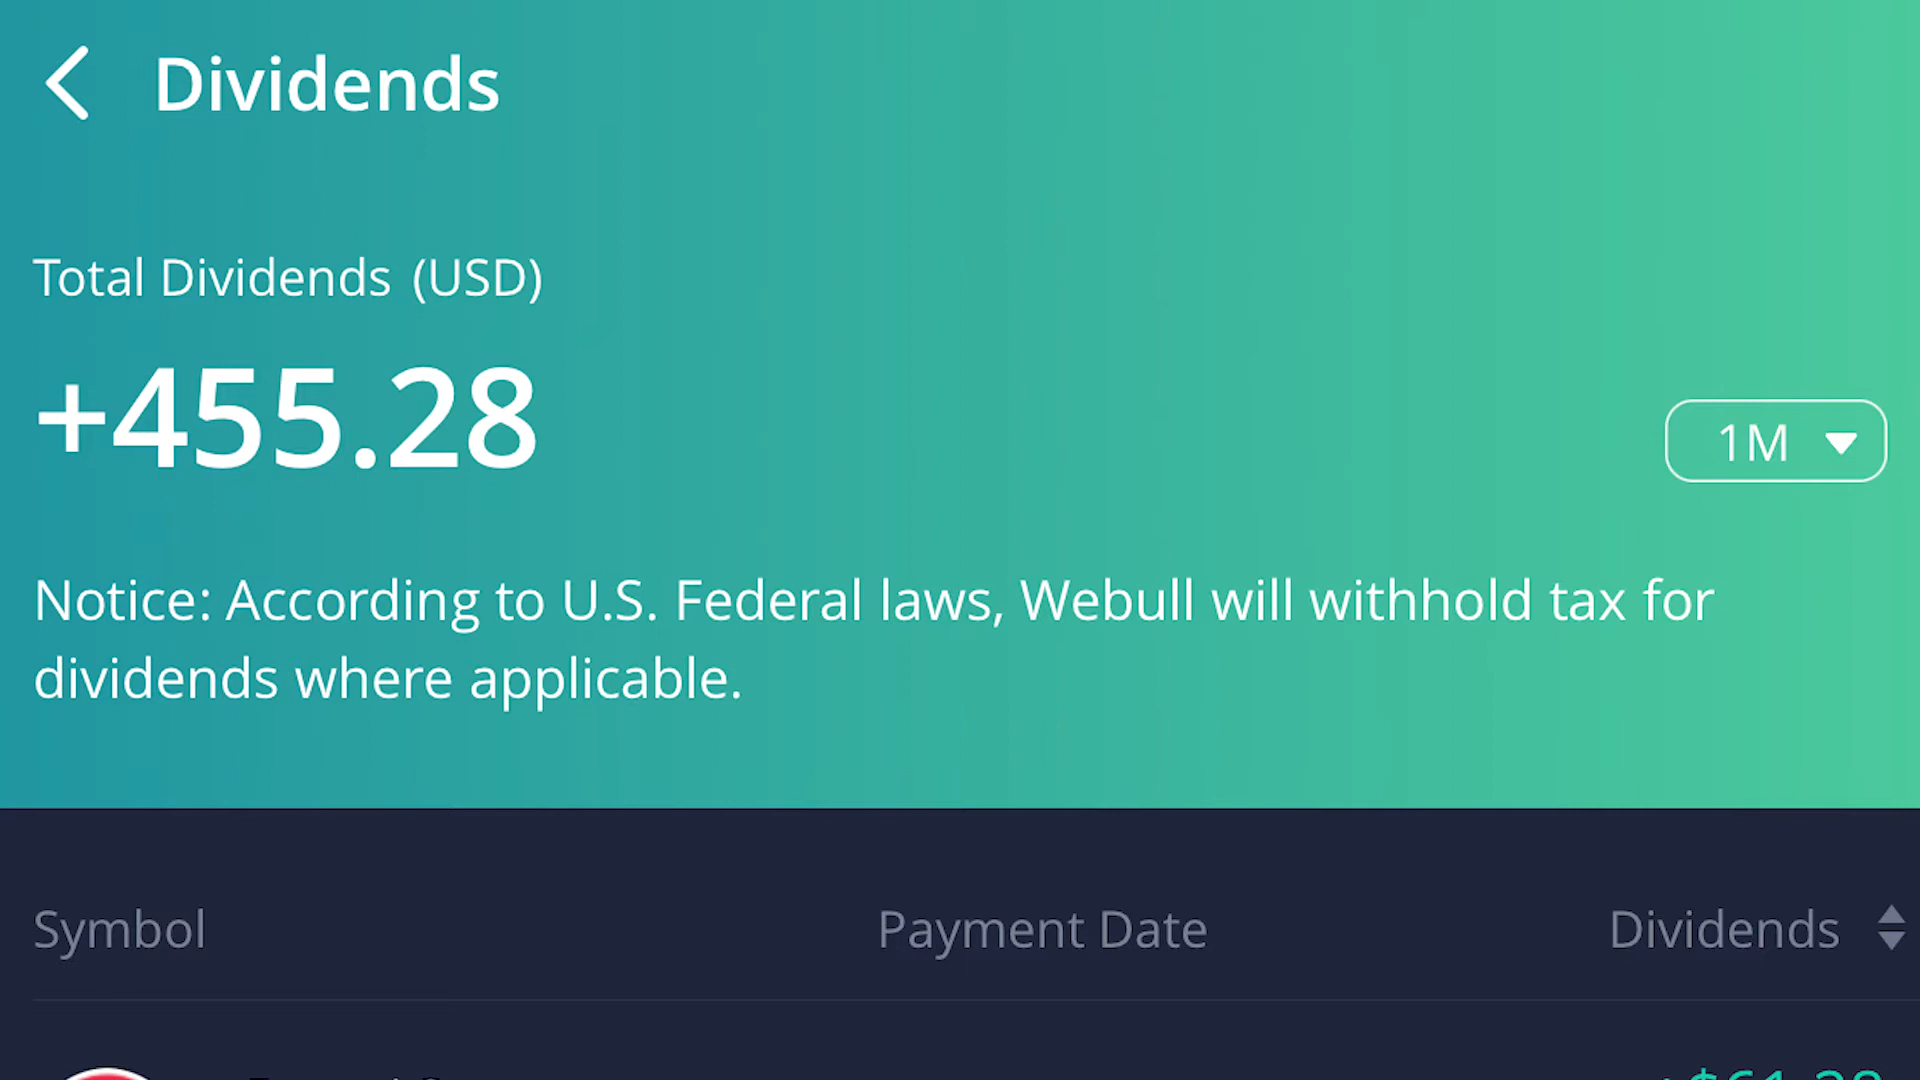 Dividends
Total Dividends (USD)
+455.28
1M
Notice: According to U.S. Federal laws, Webull will withhold tax for
dividends where applicable.
Symbol Payment Date Dividends